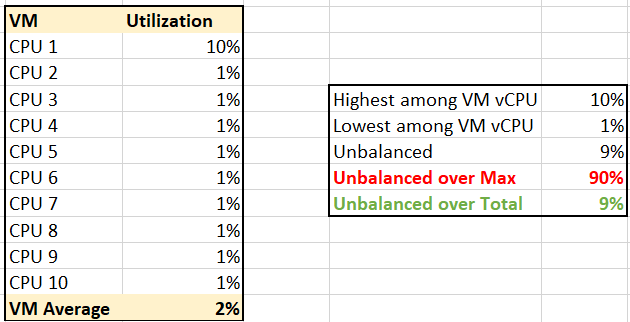 VM Utilization
CPU 1 10%
CPU 2 1%
CPU 3 1%
CPU 4 1%
CPU 5 1%
CPU 6 1%
CPU 7 1%
CPU 8 1%
CPU 9 1%
CPU 10 1%
VM Average 2%
Highest among VM vCPU 10%
Lowest among VM vCPU 1%
Unbalanced 9%
Unbalanced over Max 90%
Unbalanced over Total 9%